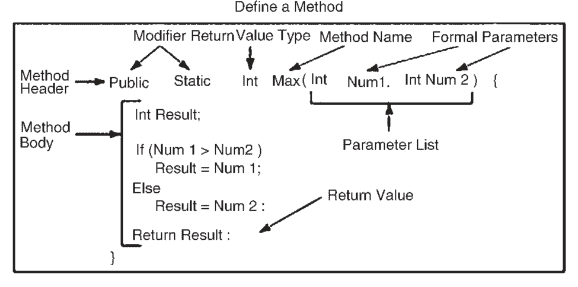 Define a Method
Modifier Return Value Type Method Name Formal Parameters
Method Header
Public Static Int Max( Int Num1. Int Num 2 ) {
Method Body
Int Result;
If (Num 1 > Num2 )
Result = Num 1;
Parameter List
Else
Result = Num 2 :
Return Value
Return Result :
}